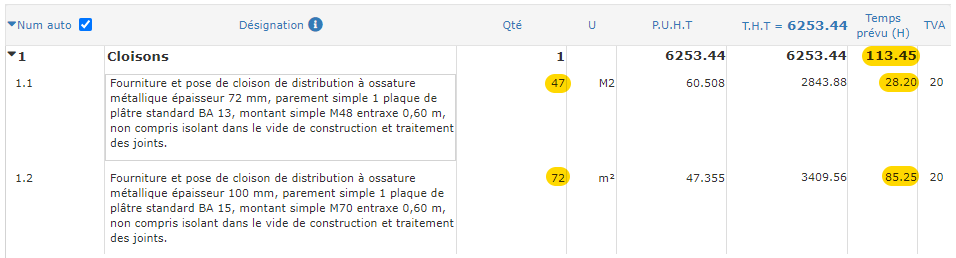 Num auto Désignation Qté U P.U.H.T T.H.T = 6253.44 Temps prévu (H) TVA
1 Cloisons 1 6253.44 6253.44 113.45
1.1 Fourniture et pose de cloison de distribution à ossature 47 M2 60.508 2843.88 28.20 20
métallique épaisseur 72 mm, parement simple 1 plaque de
plâtre standard BA 13, montant simple M48 entraxe 0,60 m,
non compris isolant dans le vide de construction et traitement
des joints.
1.2 Fourniture et pose de cloison de distribution à ossature 72 m² 47.355 3409.56 85.25 20
métallique épaisseur 100 mm, parement simple 1 plaque de
plâtre standard BA 15, montant simple M70 entraxe 0,60 m,
non compris isolant dans le vide de construction et traitement
des joints.